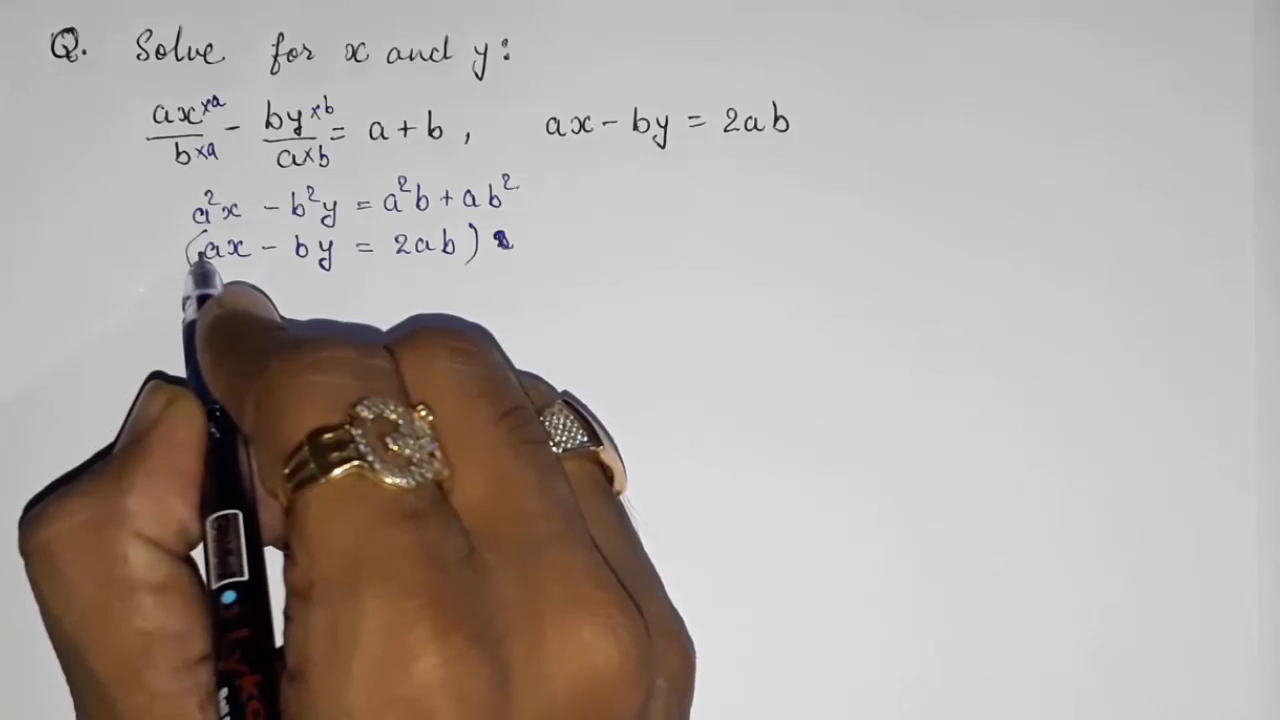 Q. Solve for x and y:
ax×a/b×a - by×b/a×b = a + b , ax - by = 2ab
a²x - b²y = a²b + ab²
(ax - by = 2ab)